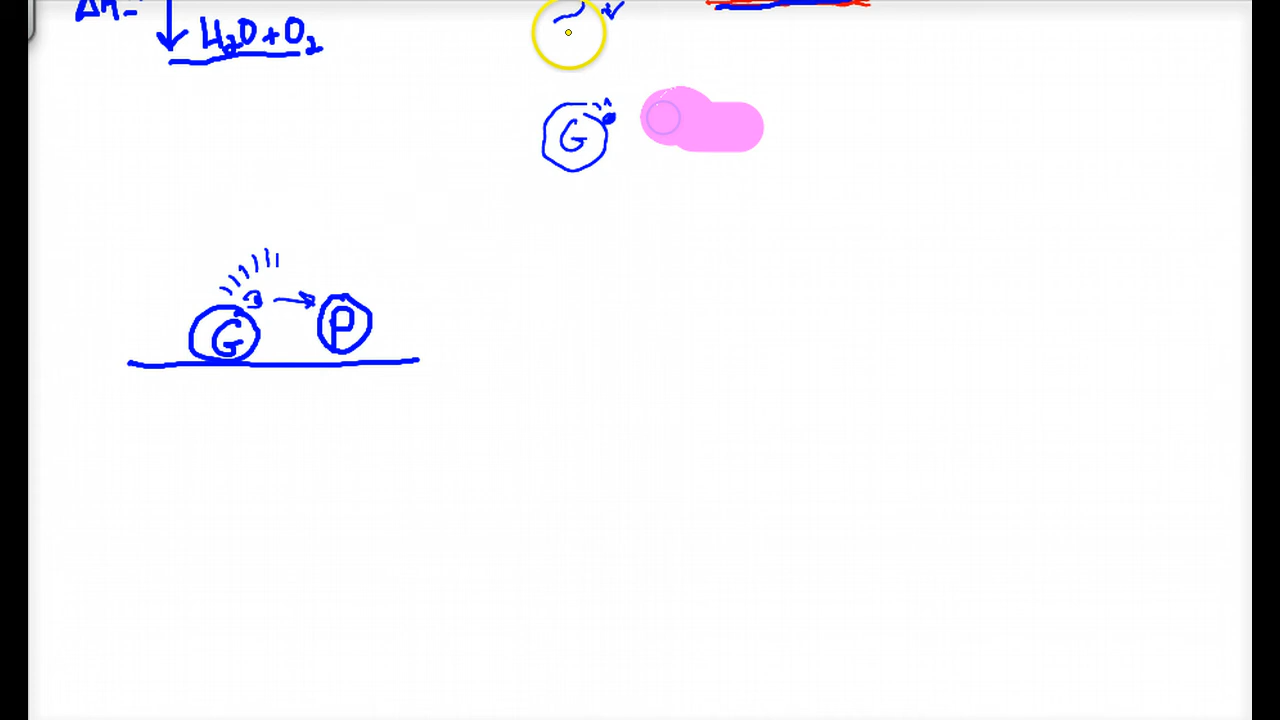 H₂O + O₂
G
G → P